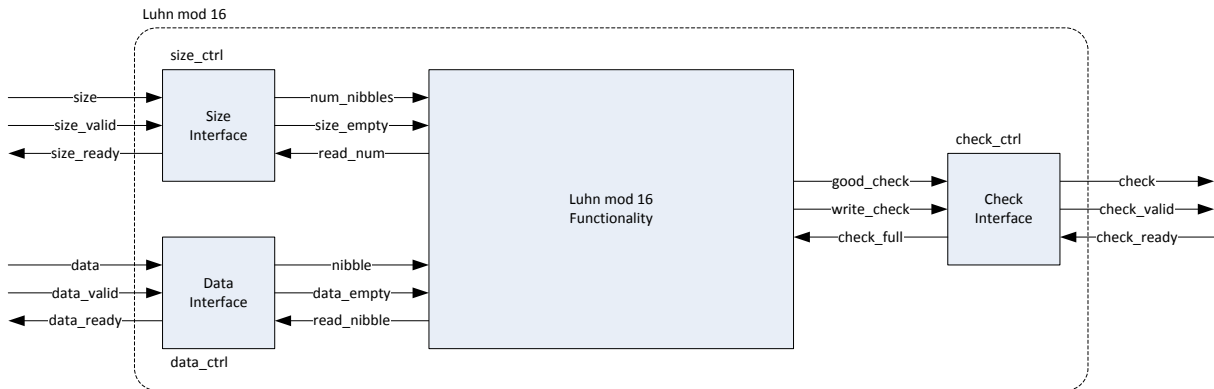 Luhn mod 16
size_ctrl
size
size_valid
size_ready
Size
Interface
num_nibbles
size_empty
read_num
data
data_valid
data_ready
Data
Interface
data_ctrl
nibble
data_empty
read_nibble
Luhn mod 16
Functionality
good_check
write_check
check_full
check_ctrl
Check
Interface
check
check_valid
check_ready